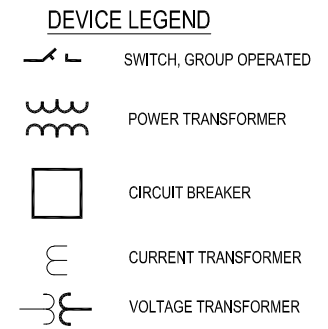 DEVICE LEGEND
SWITCH, GROUP OPERATED
POWER TRANSFORMER
CIRCUIT BREAKER
CURRENT TRANSFORMER
VOLTAGE TRANSFORMER